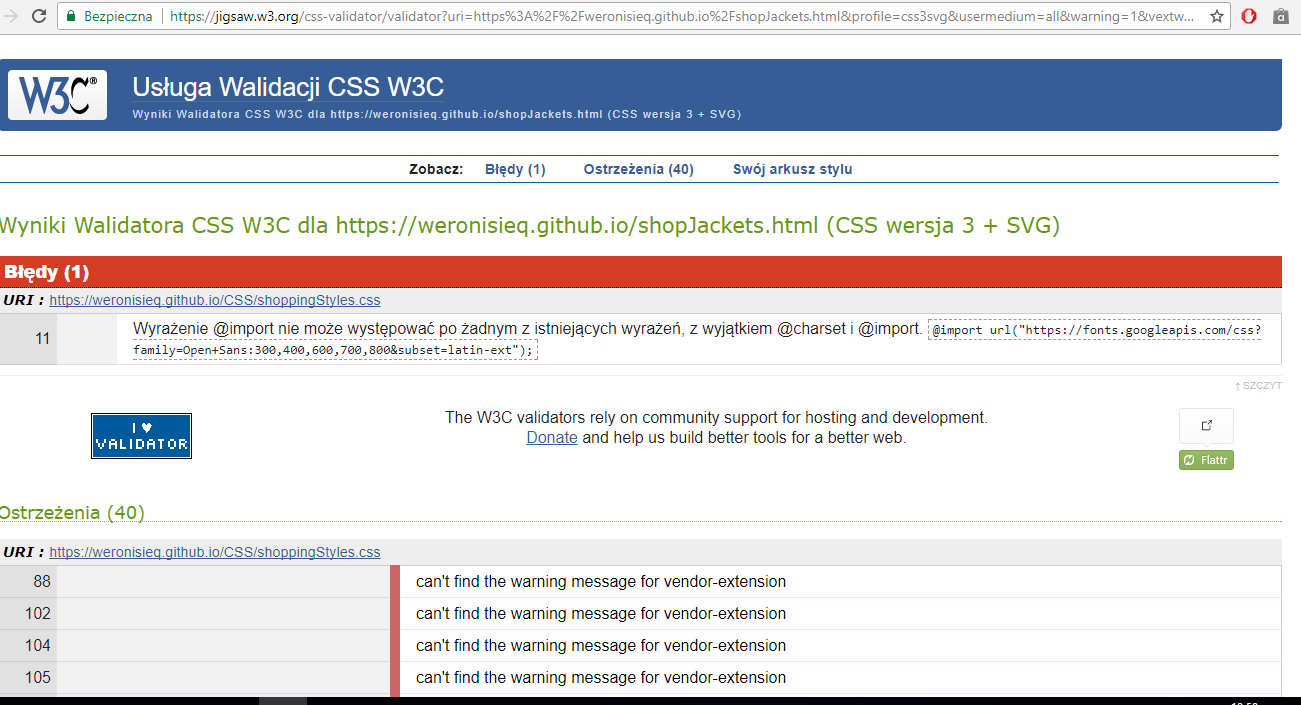 Bezpieczna https://jigsaw.w3.org/css-validator/validator?uri=https%3A%2F%2Fweronisieq.github.io%2FshopJackets.html&profile=css3svg&usermedium=all&warning=1&vextw...
W3C® Usługa Walidacji CSS W3C
Wyniki Walidatora CSS W3C dla https://weronisieq.github.io/shopJackets.html (CSS wersja 3 + SVG)
Zobacz: Błędy (1) Ostrzeżenia (40) Swój arkusz stylu
Wyniki Walidatora CSS W3C dla https://weronisieq.github.io/shopJackets.html (CSS wersja 3 + SVG)
Błędy (1)
URI : https://weronisieq.github.io/CSS/shoppingStyles.css
11 Wyrażenie @import nie może występować po żadnym z istniejących wyrażeń, z wyjątkiem @charset i @import. @import url("https://fonts.googleapis.com/css?
family=Open+Sans:300,400,600,700,800&subset=latin-ext");
↑ SZCZYT
I ♥
VALIDATOR
The W3C validators rely on community support for hosting and development.
Donate and help us build better tools for a better web.
Flattr
Ostrzeżenia (40)
URI : https://weronisieq.github.io/CSS/shoppingStyles.css
88 can't find the warning message for vendor-extension
102 can't find the warning message for vendor-extension
104 can't find the warning message for vendor-extension
105 can't find the warning message for vendor-extension